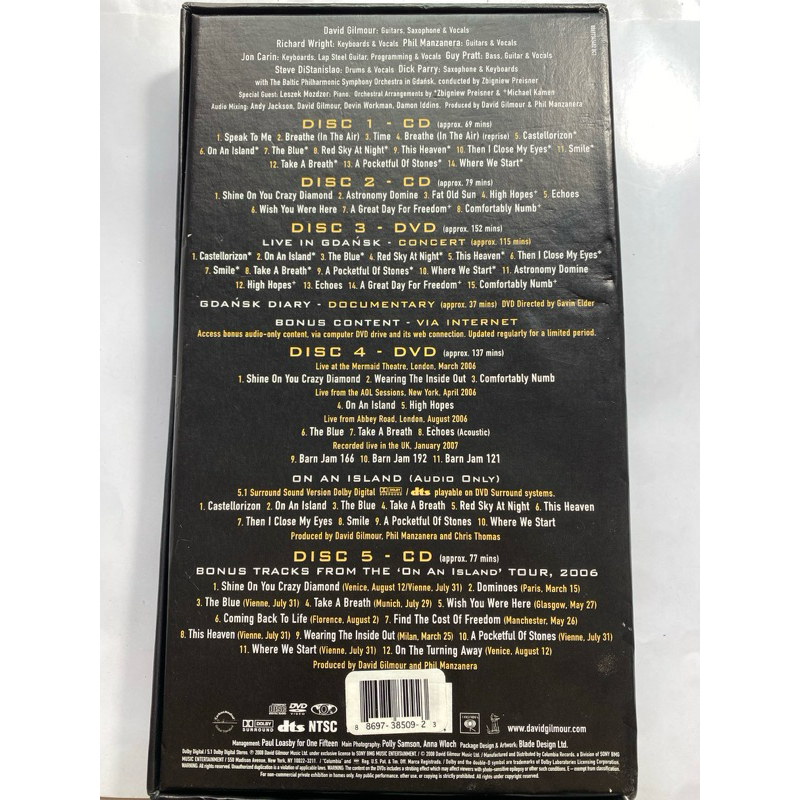 David Gilmour: Guitars, Saxophone & Vocals
Richard Wright: Keyboards & Vocals Phil Manzanera: Guitars & Vocals
Jon Carin: Keyboards, Lap Steel Guitar, Programming & Vocals Guy Pratt: Bass, Guitar & Vocals
Steve DiStanislao: Drums & Vocals Dick Parry: Saxophone & Keyboards
with The Baltic Philharmonic Symphony Orchestra in Gdańsk, conducted by Zbigniew Preisner
Special Guest: Leszek Mozdzer: Piano: Orchestral Arrangements by *Zbigniew Preisner & +Michael Kamen
Audio Mixing: Andy Jackson, David Gilmour, Devin Workman, Damon Iddins. Produced by David Gilmour & Phil Manzanera
DISC 1 - CD (approx. 69 mins)
1. Speak To Me 2. Breathe (In The Air) 3. Time 4. Breathe (In The Air) (reprise) 5. Castellorizon*
6. On An Island* 7. The Blue* 8. Red Sky At Night* 9. This Heaven* 10. Then I Close My Eyes* 11. Smile*
12. Take A Breath* 13. A Pocketful Of Stones* 14. Where We Start*
DISC 2 - CD (approx. 79 mins)
1. Shine On You Crazy Diamond 2. Astronomy Domine 3. Fat Old Sun 4. High Hopes+ 5. Echoes
6. Wish You Were Here 7. A Great Day For Freedom+ 8. Comfortably Numb+
DISC 3 - DVD (approx. 152 mins)
LIVE IN GDAŃSK - CONCERT (approx. 115 mins)
1. Castellorizon* 2. On An Island* 3. The Blue* 4. Red Sky At Night* 5. This Heaven* 6. Then I Close My Eyes*
7. Smile* 8. Take A Breath* 9. A Pocketful Of Stones* 10. Where We Start* 11. Astronomy Domine
12. High Hopes+ 13. Echoes 14. A Great Day For Freedom+ 15. Comfortably Numb+
GDAŃSK DIARY - DOCUMENTARY (approx. 37 mins) DVD Directed by Gavin Elder
BONUS CONTENT - VIA INTERNET
Access bonus audio-only content, via computer DVD drive and its web connection. Updated regularly for a limited period.
DISC 4 - DVD (approx. 137 mins)
Live at the Mermaid Theatre, London, March 2006
1. Shine On You Crazy Diamond 2. Wearing The Inside Out 3. Comfortably Numb
Live from the AOL Sessions, New York, April 2006
4. On An Island 5. High Hopes
Live from Abbey Road, London, August 2006
6. The Blue 7. Take A Breath 8. Echoes (Acoustic)
Recorded live in the UK, January 2007
9. Barn Jam 166 10. Barn Jam 192 11. Barn Jam 121
ON AN ISLAND (AUDIO ONLY)
5.1 Surround Sound Version Dolby Digital / dts playable on DVD Surround systems.
1. Castellorizon 2. On An Island 3. The Blue 4. Take A Breath 5. Red Sky At Night 6. This Heaven
7. Then I Close My Eyes 8. Smile 9. A Pocketful Of Stones 10. Where We Start
Produced by David Gilmour, Phil Manzanera and Chris Thomas
DISC 5 - CD (approx. 77 mins)
BONUS TRACKS FROM THE 'ON AN ISLAND' TOUR, 2006
1. Shine On You Crazy Diamond (Venice, August 12/Vienne, July 31) 2. Dominoes (Paris, March 15)
3. The Blue (Vienne, July 31) 4. Take A Breath (Munich, July 29) 5. Wish You Were Here (Glasgow, May 27)
6. Coming Back To Life (Florence, August 2) 7. Find The Cost Of Freedom (Manchester, May 26)
8. This Heaven (Vienne, July 31) 9. Wearing The Inside Out (Milan, March 25) 10. A Pocketful Of Stones (Vienne, July 31)
11. Where We Start (Vienne, July 31) 12. On The Turning Away (Venice, August 12)
Produced by David Gilmour and Phil Manzanera
8 8697-38509-2 3
DVD VIDEO
DOLBY SURROUND dts NTSC
www.davidgilmour.com
Management: Paul Loasby for One Fifteen Main Photography: Polly Samson, Anna Wloch Package Design & Artwork: Blade Design Ltd.